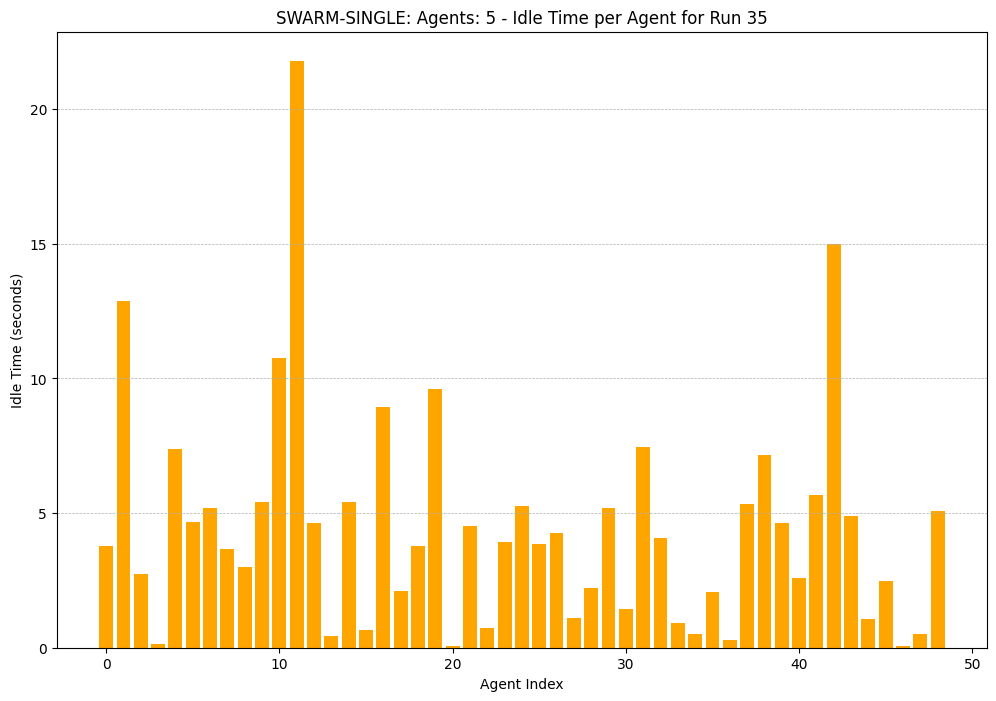 SWARM-SINGLE: Agents: 5 - Idle Time per Agent for Run 35
Idle Time (seconds)
20
15
10
5
0
0 10 20 30 40 50
Agent Index